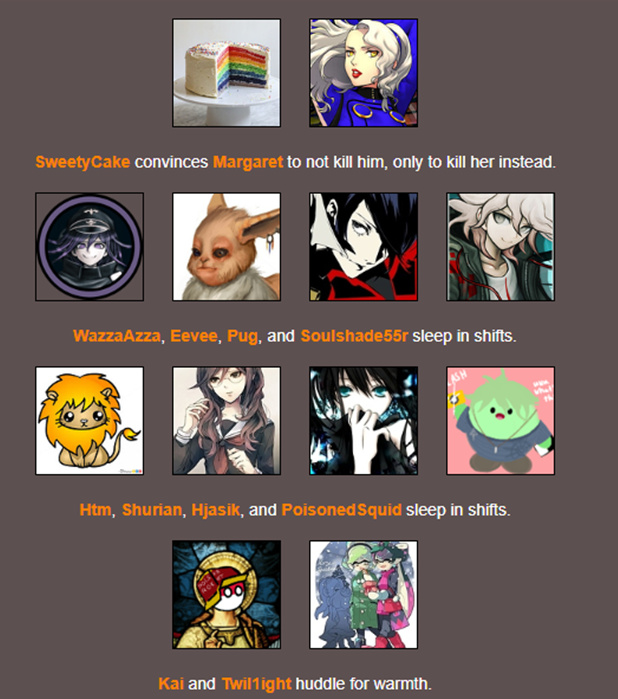 SweetyCake convinces Margaret to not kill him, only to kill her instead.
WazzaAzza, Eevee, Pug, and Soulshade55r sleep in shifts.
Htm, Shurian, Hjasik, and PoisonedSquid sleep in shifts.
Kai and Twil1ight huddle for warmth.